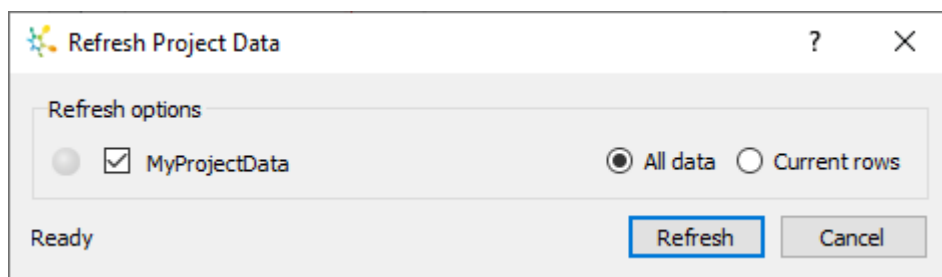 Refresh Project Data ?
Refresh options
MyProjectData All data Current rows
Ready Refresh Cancel